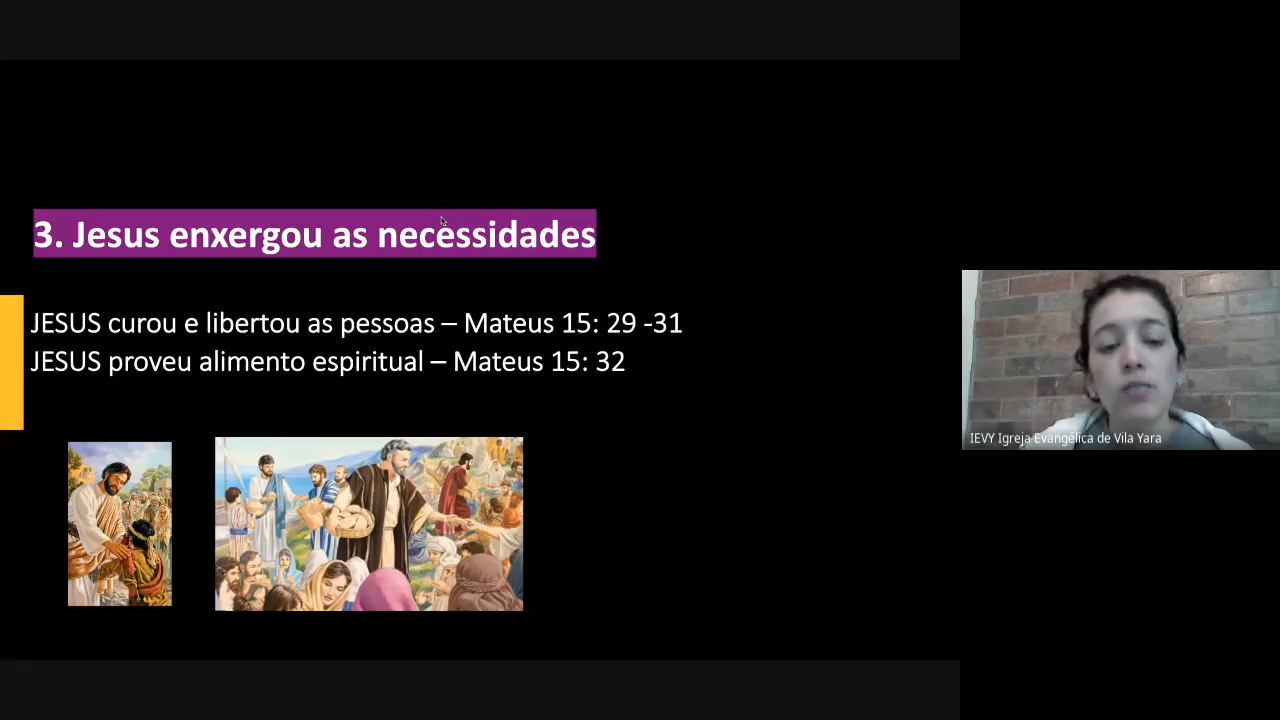 3. Jesus enxergou as necessidades
JESUS curou e libertou as pessoas – Mateus 15: 29 -31
JESUS proveu alimento espiritual – Mateus 15: 32
IEVY Igreja Evangélica de Vila Yara